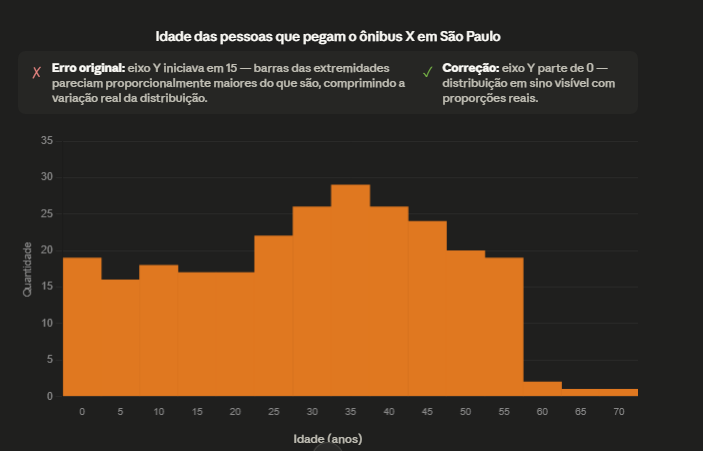 Idade das pessoas que pegam o ônibus X em São Paulo
✗ Erro original: eixo Y iniciava em 15 — barras das extremidades
pareciam proporcionalmente maiores do que são, comprimindo a
variação real da distribuição.
✓ Correção: eixo Y parte de 0 —
distribuição em sino visível com
proporções reais.
Quantidade
35
30
25
20
15
10
5
0
0 5 10 15 20 25 30 35 40 45 50 55 60 65 70
Idade (anos)